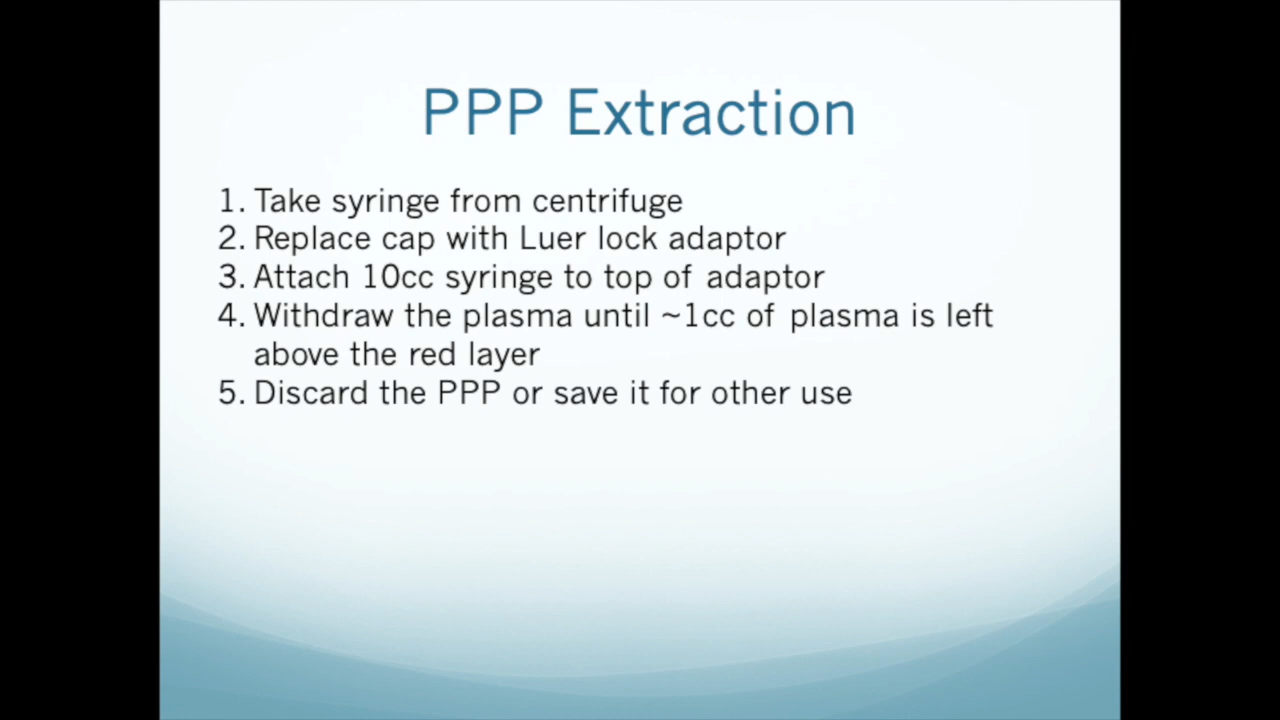 PPP Extraction
1. Take syringe from centrifuge
2. Replace cap with Luer lock adaptor
3. Attach 10cc syringe to top of adaptor
4. Withdraw the plasma until ~1cc of plasma is left
above the red layer
5. Discard the PPP or save it for other use